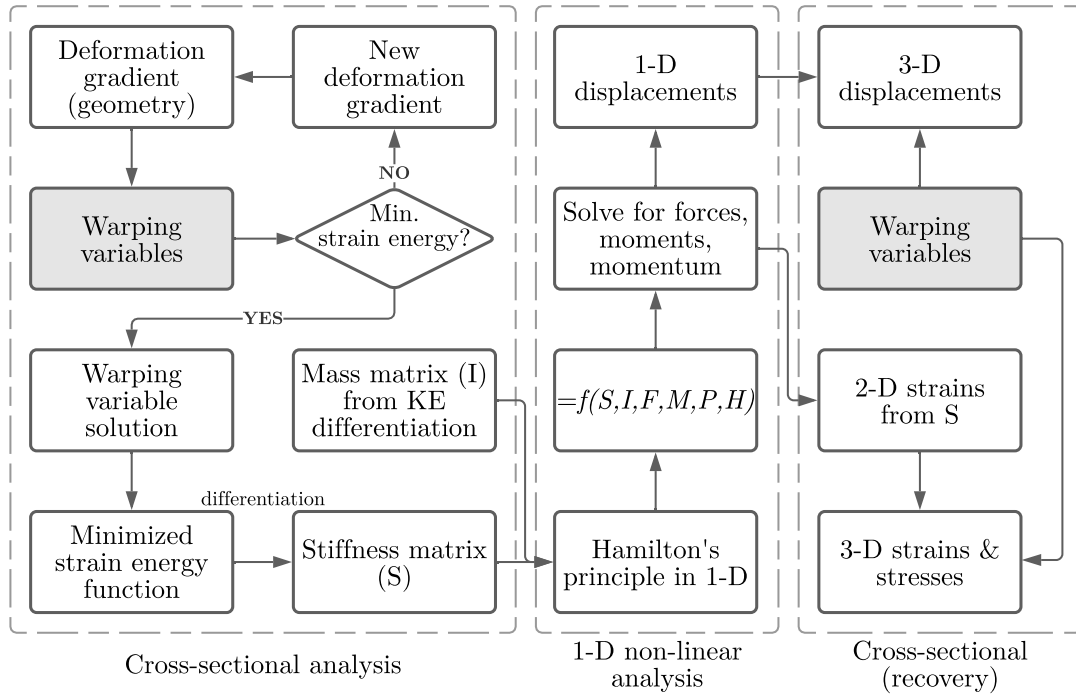 Deformation
gradient
(geometry)
New
deformation
gradient
Warping
variables
NO
Min.
strain energy?
YES
Warping
variable
solution
Mass matrix (I)
from KE
differentiation
differentiation
Minimized
strain energy
function
Stiffness matrix
(S)
Cross-sectional analysis
1-D
displacements
Solve for forces,
moments,
momentum
=f(S,I,F,M,P,H)
Hamilton's
principle in 1-D
1-D non-linear
analysis
3-D
displacements
Warping
variables
2-D strains
from S
3-D strains &
stresses
Cross-sectional
(recovery)